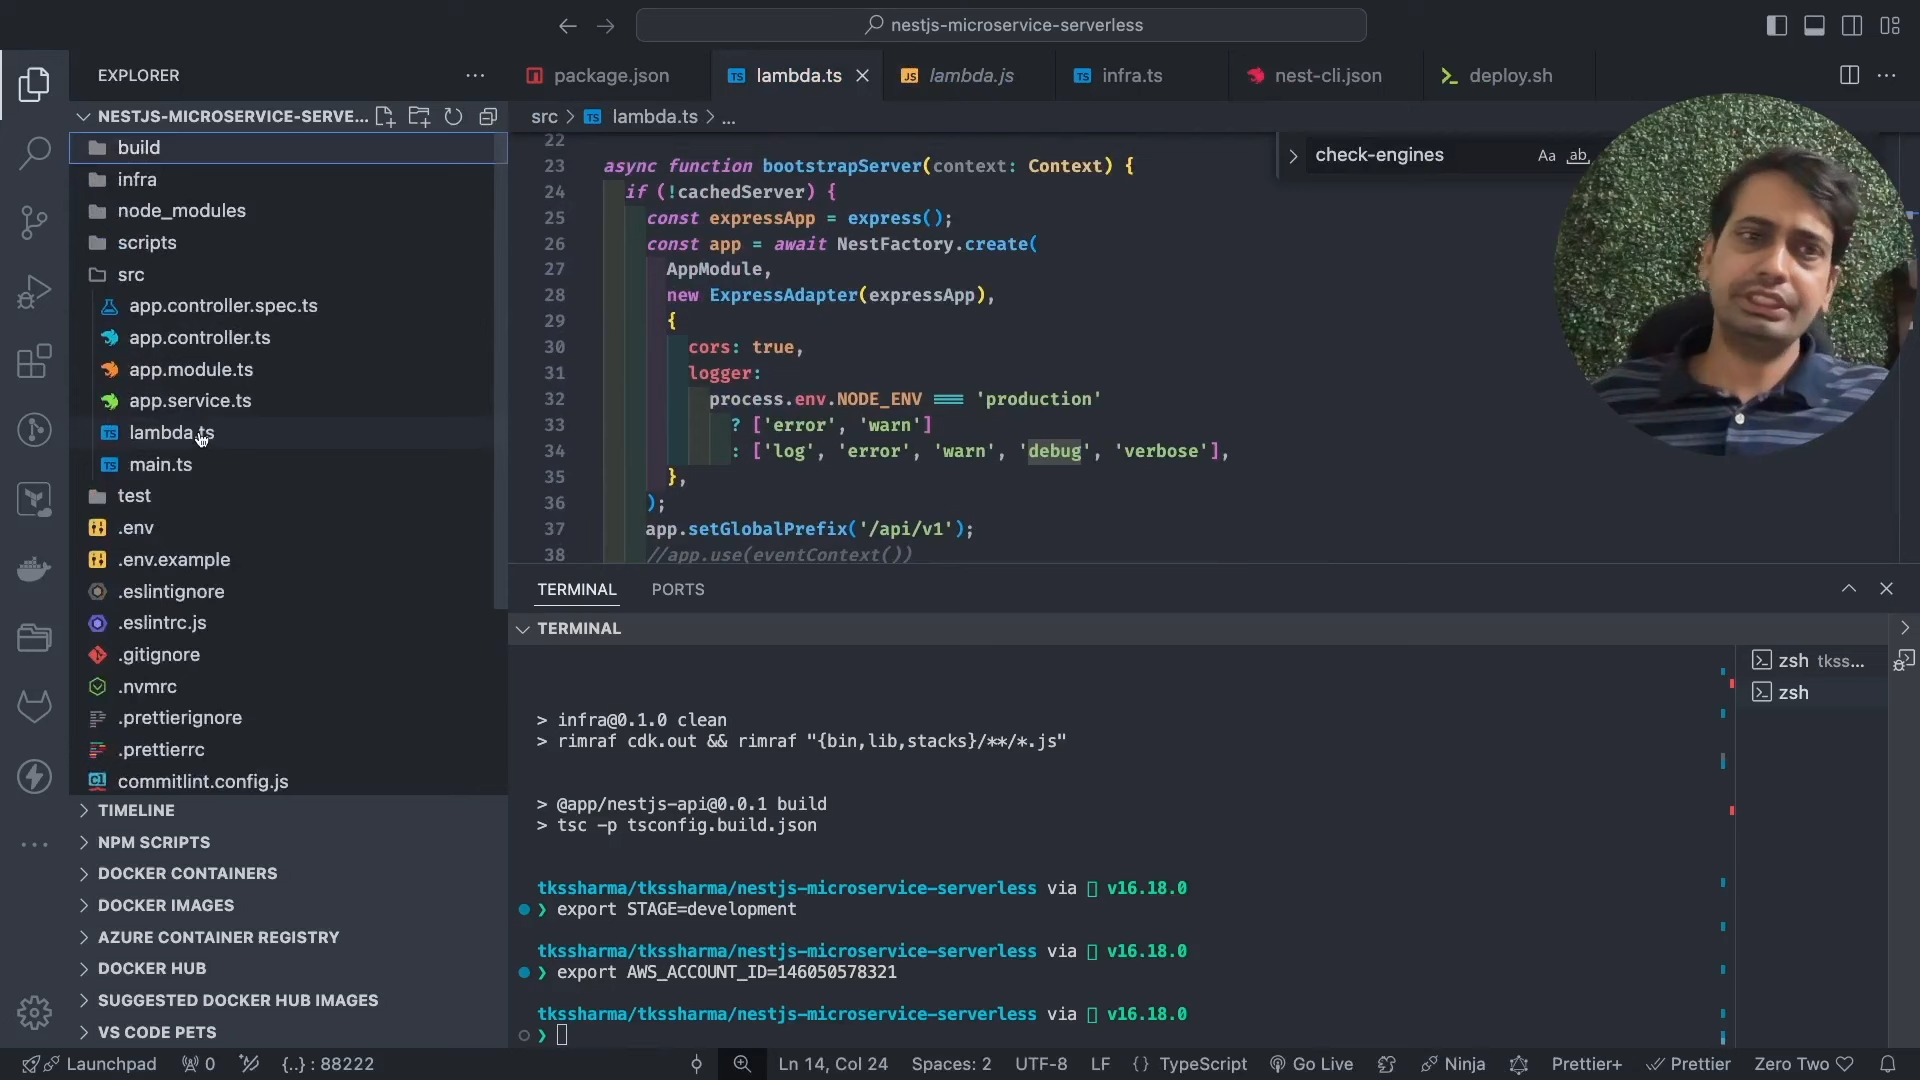 nestjs-microservice-serverless
EXPLORER
package.json
lambda.ts
lambda.js
infra.ts
nest-cli.json
deploy.sh
NESTJS-MICROSERVICE-SERVE...
src > lambda.ts > ...
build
infra
node_modules
scripts
src
app.controller.spec.ts
app.controller.ts
app.module.ts
app.service.ts
lambda.ts
main.ts
test
.env
.env.example
.eslintignore
.eslintrc.js
.gitignore
.nvmrc
.prettierignore
.prettierrc
commitlint.config.js
TIMELINE
NPM SCRIPTS
DOCKER CONTAINERS
DOCKER IMAGES
AZURE CONTAINER REGISTRY
DOCKER HUB
SUGGESTED DOCKER HUB IMAGES
VS CODE PETS
check-engines Aa ab
22
23 async function bootstrapServer(context: Context) {
24 if (!cachedServer) {
25 const expressApp = express();
26 const app = await NestFactory.create(
27 AppModule,
28 new ExpressAdapter(expressApp),
29 {
30 cors: true,
31 logger:
32 process.env.NODE_ENV === 'production'
33 ? ['error', 'warn']
34 : ['log', 'error', 'warn', 'debug', 'verbose'],
35 },
36 );
37 app.setGlobalPrefix('/api/v1');
38 //app.use(eventContext())
TERMINAL PORTS
TERMINAL
> infra@0.1.0 clean
> rimraf cdk.out && rimraf "{bin,lib,stacks}/**/*.js"
> @app/nestjs-api@0.0.1 build
> tsc -p tsconfig.build.json
tkssharma/tkssharma/nestjs-microservice-serverless via v16.18.0
❯ export STAGE=development
tkssharma/tkssharma/nestjs-microservice-serverless via v16.18.0
❯ export AWS_ACCOUNT_ID=146050578321
tkssharma/tkssharma/nestjs-microservice-serverless via v16.18.0
❯
zsh tkss...
zsh
Launchpad 0 {..} : 88222 Ln 14, Col 24 Spaces: 2 UTF-8 LF {} TypeScript Go Live Ninja Prettier+ Prettier Zero Two